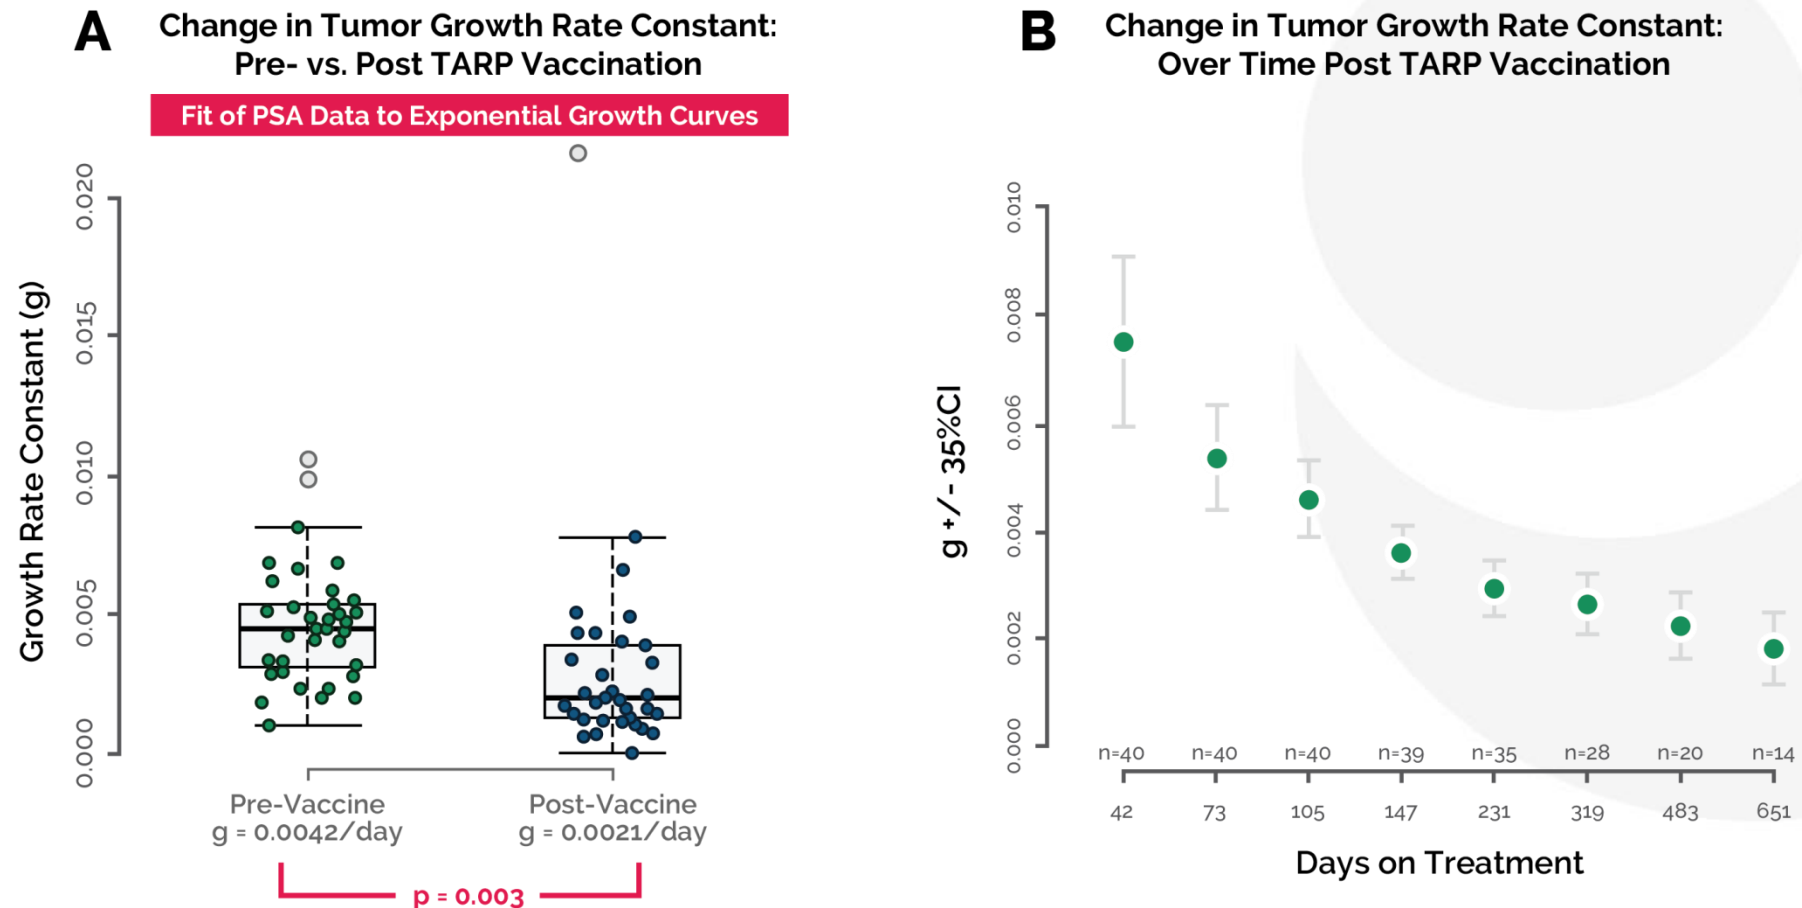 A
Change in Tumor Growth Rate Constant:
Pre- vs. Post TARP Vaccination
Fit of PSA Data to Exponential Growth Curves
Growth Rate Constant (g)
0.020
0.015
0.010
0.005
0.000
Pre-Vaccine
g = 0.0042/day
Post-Vaccine
g = 0.0021/day
p = 0.003
B
Change in Tumor Growth Rate Constant:
Over Time Post TARP Vaccination
g +/- 35%CI
0.010
0.008
0.006
0.004
0.002
0.000
n=40 n=40 n=40 n=39 n=35 n=28 n=20 n=14
42 73 105 147 231 319 483 651
Days on Treatment